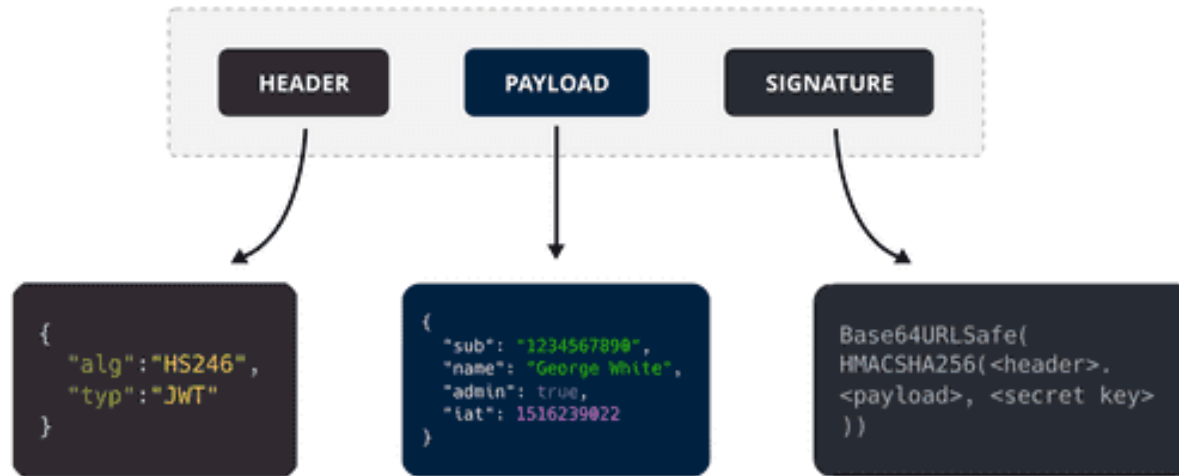 HEADER
PAYLOAD
SIGNATURE
{
"alg":"HS246",
"typ":"JWT"
}
{
"sub": "1234567890",
"name": "George White",
"admin": true,
"iat": 1516239022
}
Base64URLSafe(
HMACSHA256(<header>.
<payload>, <secret key>
))